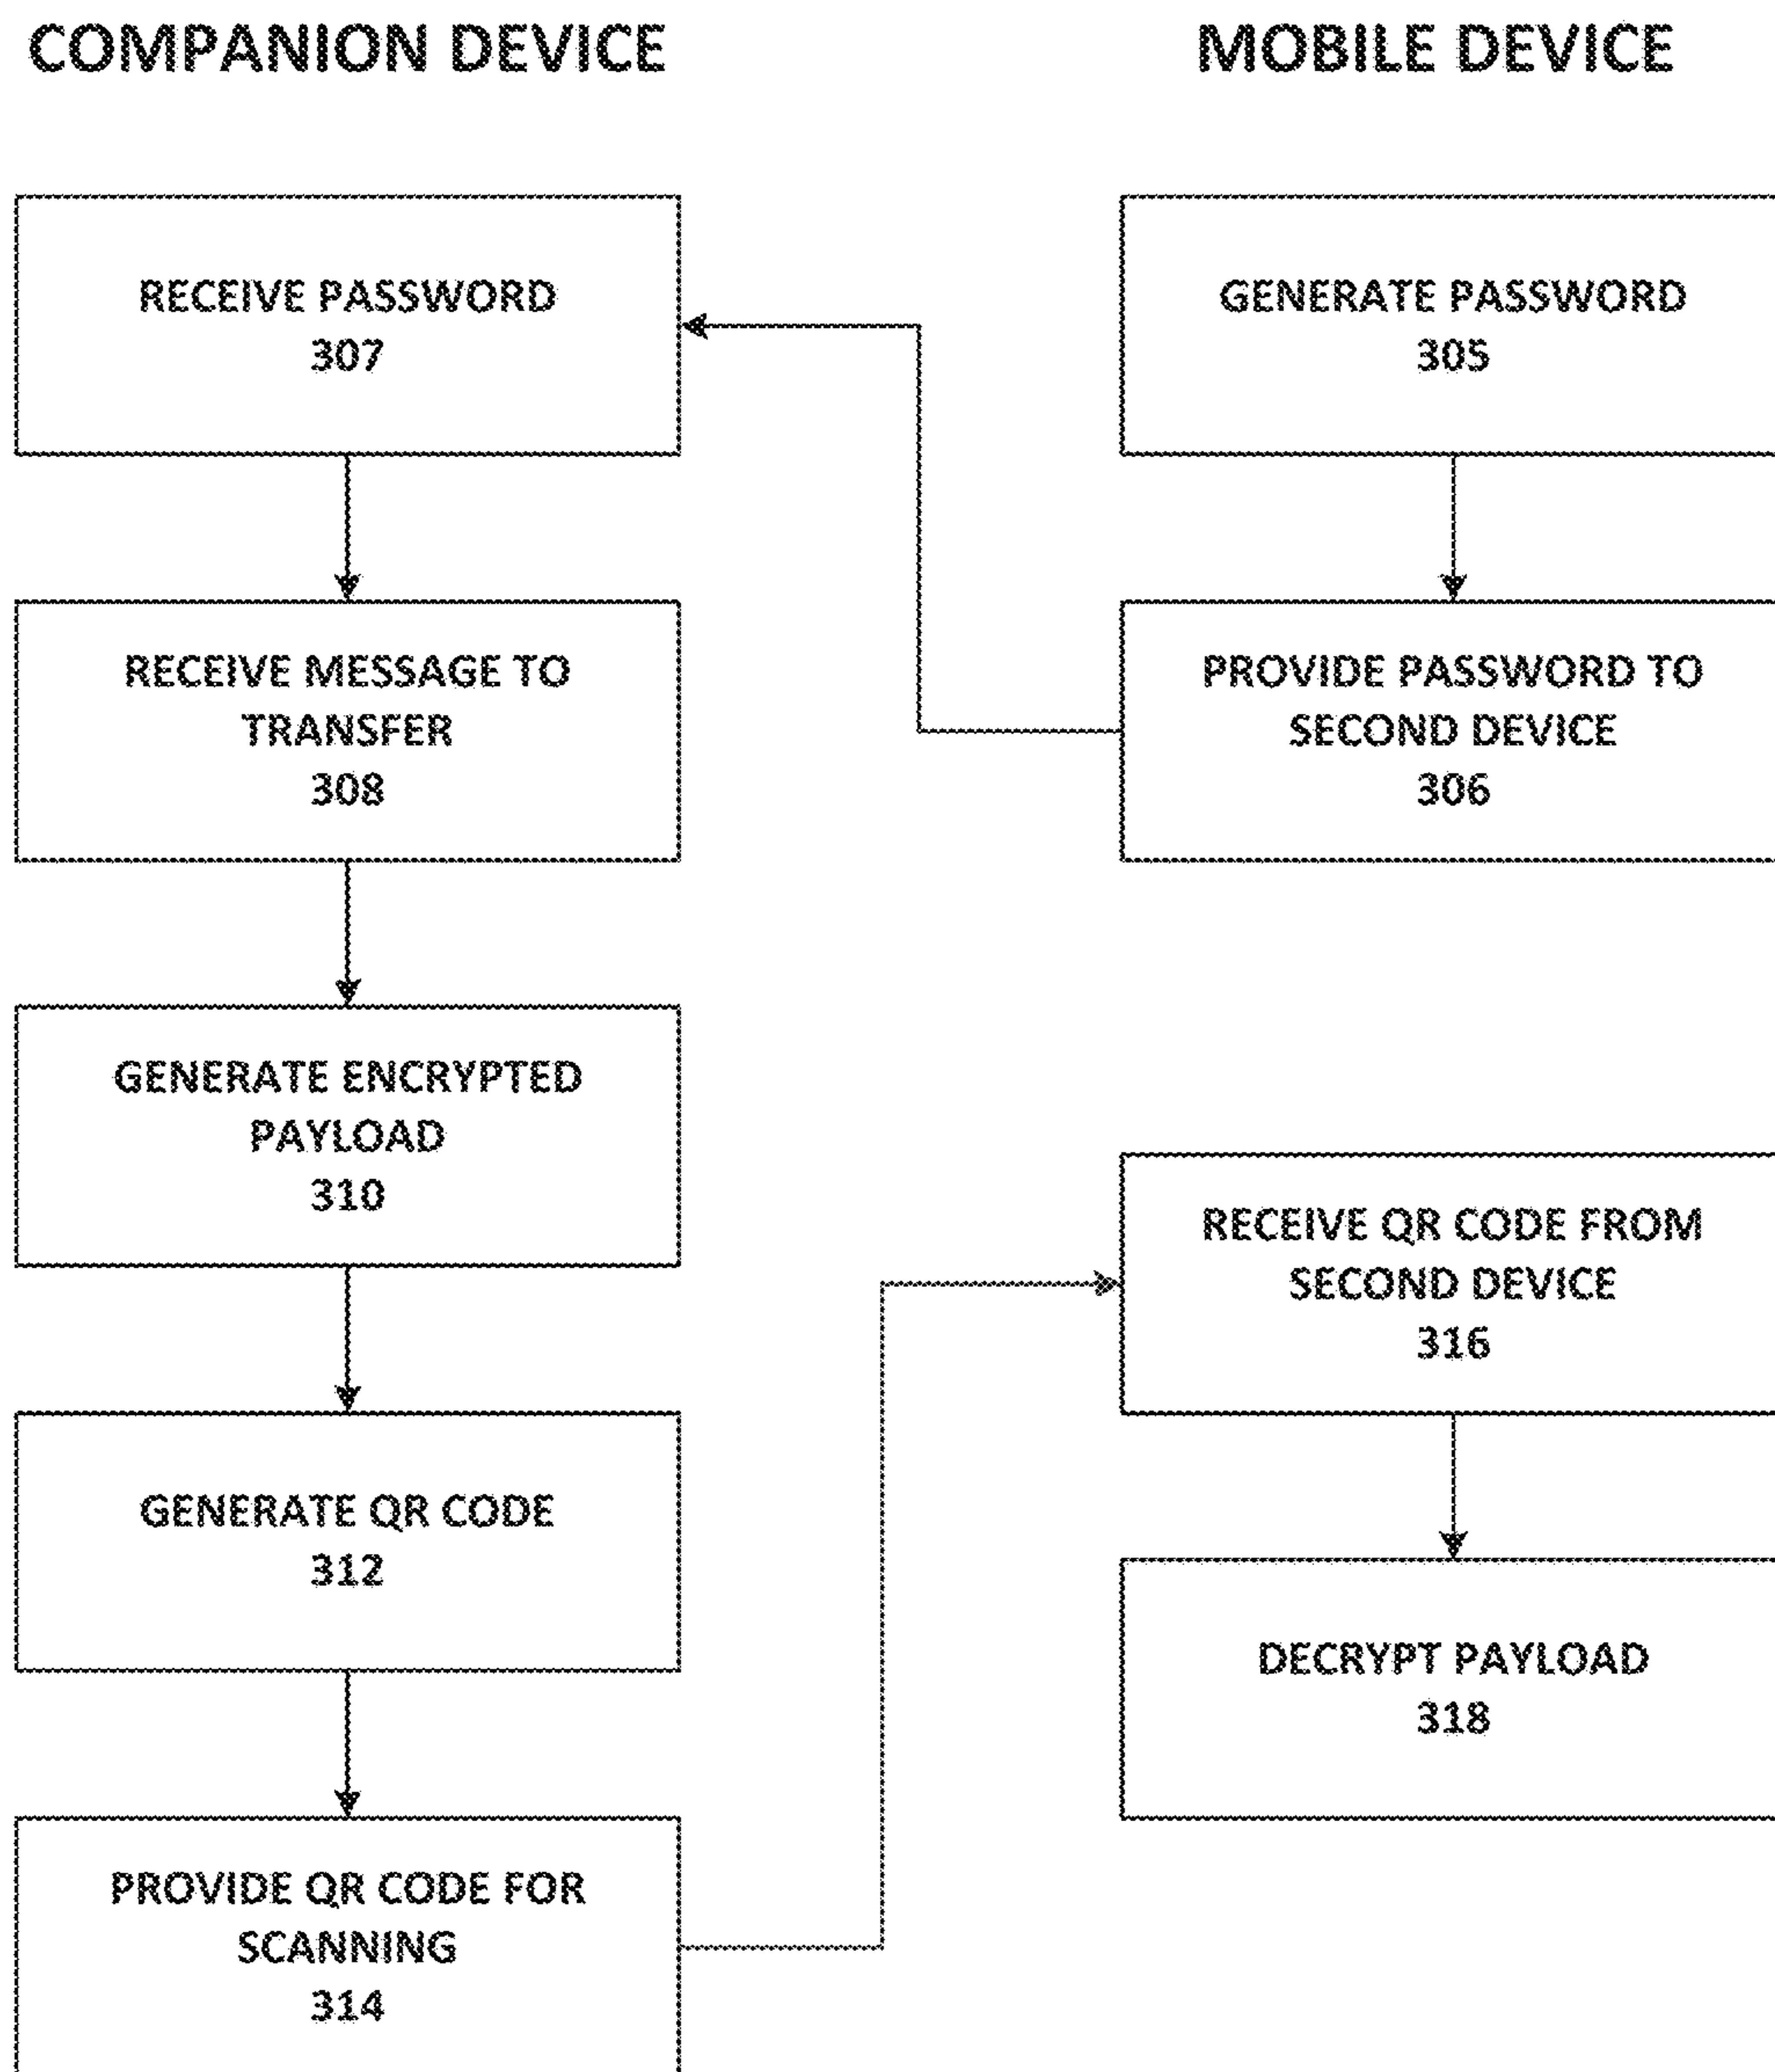 COMPANION DEVICE
MOBILE DEVICE
RECEIVE PASSWORD
307
GENERATE PASSWORD
305
RECEIVE MESSAGE TO
TRANSFER
308
PROVIDE PASSWORD TO
SECOND DEVICE
306
GENERATE ENCRYPTED
PAYLOAD
310
RECEIVE QR CODE FROM
SECOND DEVICE
316
GENERATE QR CODE
312
DECRYPT PAYLOAD
318
PROVIDE QR CODE FOR
SCANNING
314